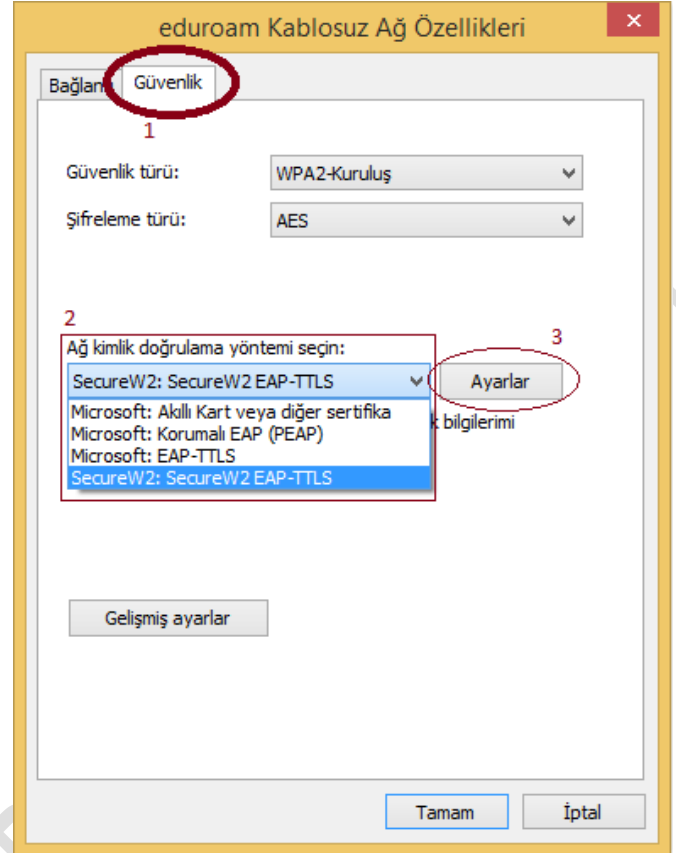 eduroam Kablosuz Ağ Özellikleri
Güvenlik
1
Güvenlik türü: WPA2-Kuruluş
Şifreleme türü: AES
2
3
Ağ kimlik doğrulama yöntemi seçin:
SecureW2: SecureW2 EAP-TTLS Ayarlar
Microsoft: Akıllı Kart veya diğer sertifika
Microsoft: Korumalı EAP (PEAP)
Microsoft: EAP-TTLS
SecureW2: SecureW2 EAP-TTLS
bilgilerimi
Gelişmiş ayarlar
Tamam İptal